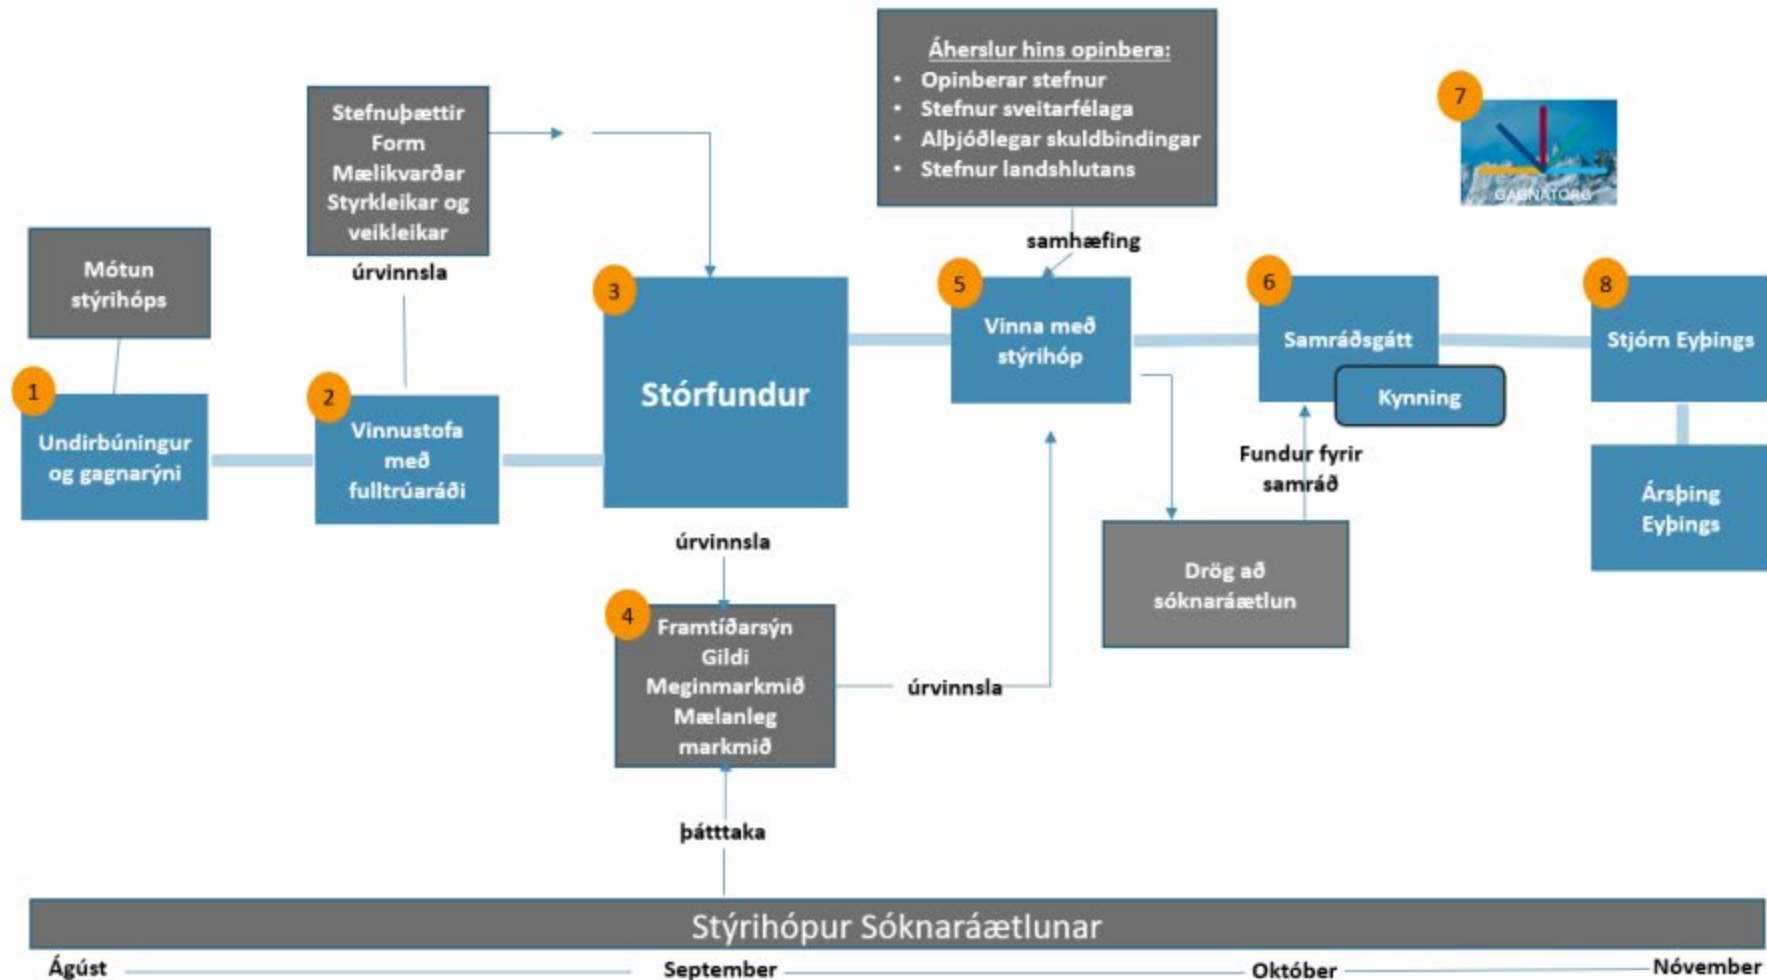 Áherslur hins opinbera:
• Opinberar stefnur
• Stefnur sveitarfélaga
• Alþjóðlegar skuldbindingar
• Stefnur landshlutans
7
GAGNATORG
Stefnuþættir
Form
Mælikvarðar
Styrkleikar og
veikleikar
úrvinnsla
Mótun
stýrihóps
samhæfing
1
Undirbúningur
og gagnarýni
2
Vinnustofa
með
fulltrúaráði
3
Stórfundur
5
Vinna með
stýrihóp
6
Samráðsgátt
Kynning
8
Stjórn Eyþings
Ársþing
Eyþings
Fundur fyrir
samráð
Drög að
sóknaráætlun
úrvinnsla
4
Framtíðarsýn
Gildi
Meginmarkmið
Mælanleg
markmið
úrvinnsla
þátttaka
Stýrihópur Sóknaráætlunar
Ágúst
September
Október
Nóvember